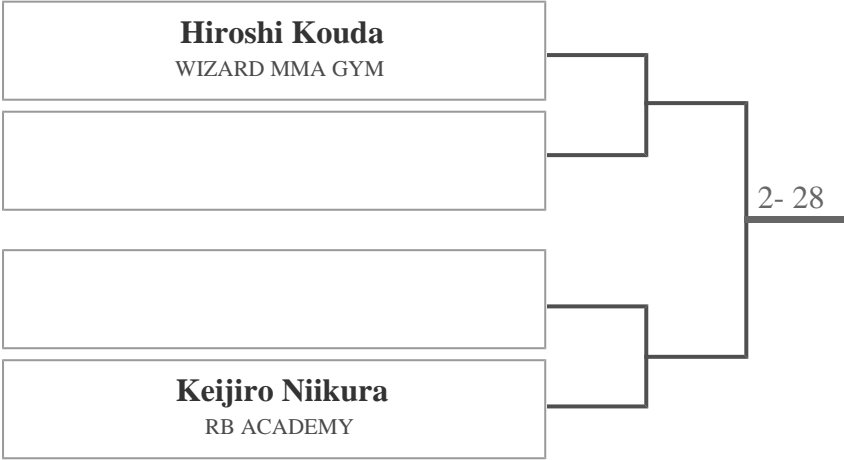 Hiroshi Kouda
WIZARD MMA GYM
2- 28
Keijiro Niikura
RB ACADEMY